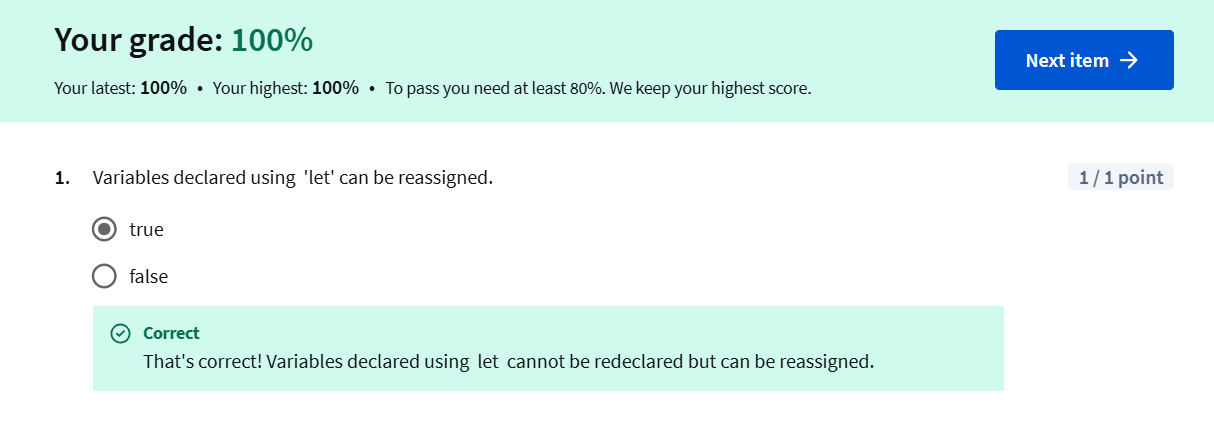 Your grade: 100%
Next item →
Your latest: 100% • Your highest: 100% • To pass you need at least 80%. We keep your highest score.
1. Variables declared using 'let' can be reassigned.
1 / 1 point
true
false
Correct
That's correct! Variables declared using let cannot be redeclared but can be reassigned.